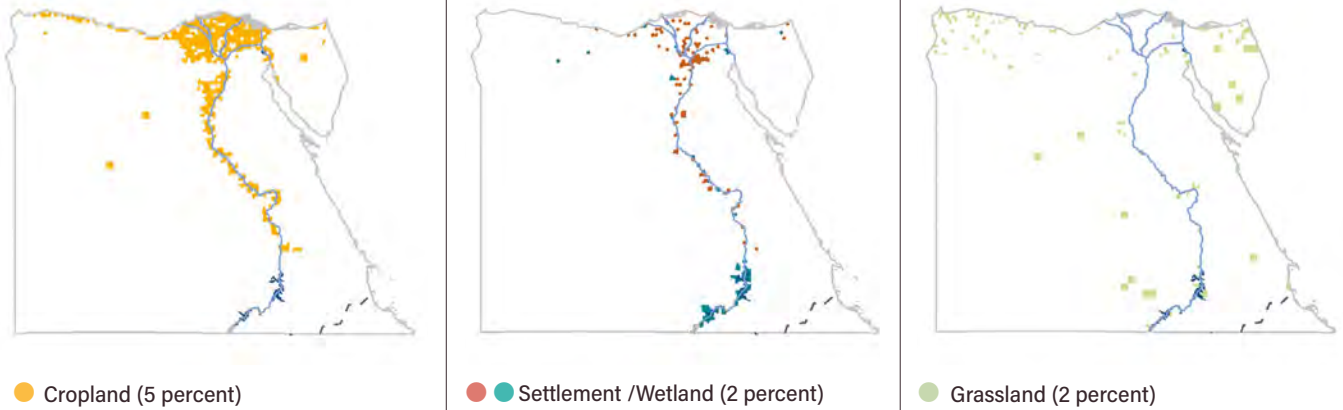 Cropland (5 percent)
Settlement /Wetland (2 percent)
Grassland (2 percent)